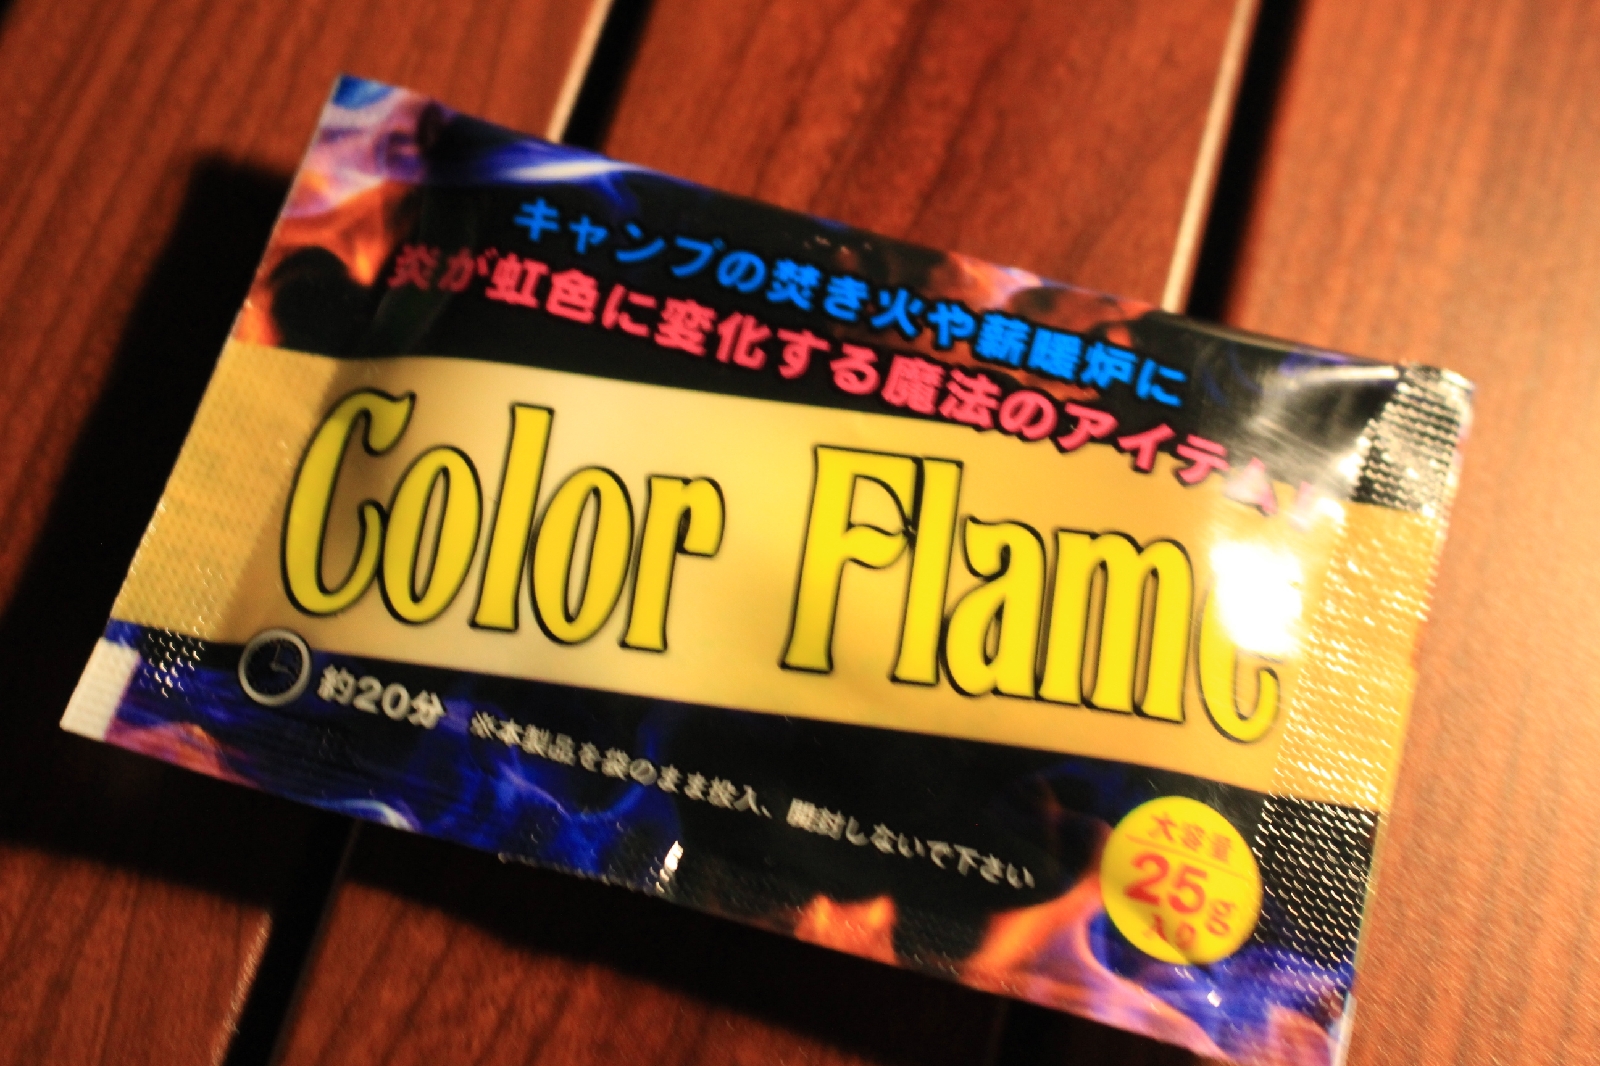 キャンプの焚き火や薪暖炉に
炎が虹色に変化する魔法のアイテム!
Color Flame
約20分
※本製品を袋のまま投入、開封しないで下さい
大容量
25g
入り